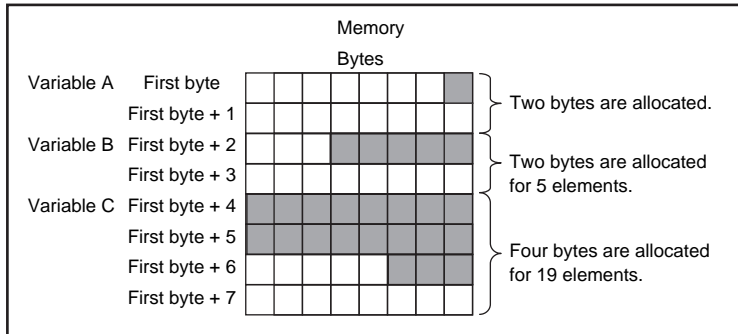 Memory
Bytes
Variable A First byte
First byte + 1
Two bytes are allocated.
Variable B First byte + 2
First byte + 3
Two bytes are allocated
for 5 elements.
Variable C First byte + 4
First byte + 5
First byte + 6
First byte + 7
Four bytes are allocated
for 19 elements.